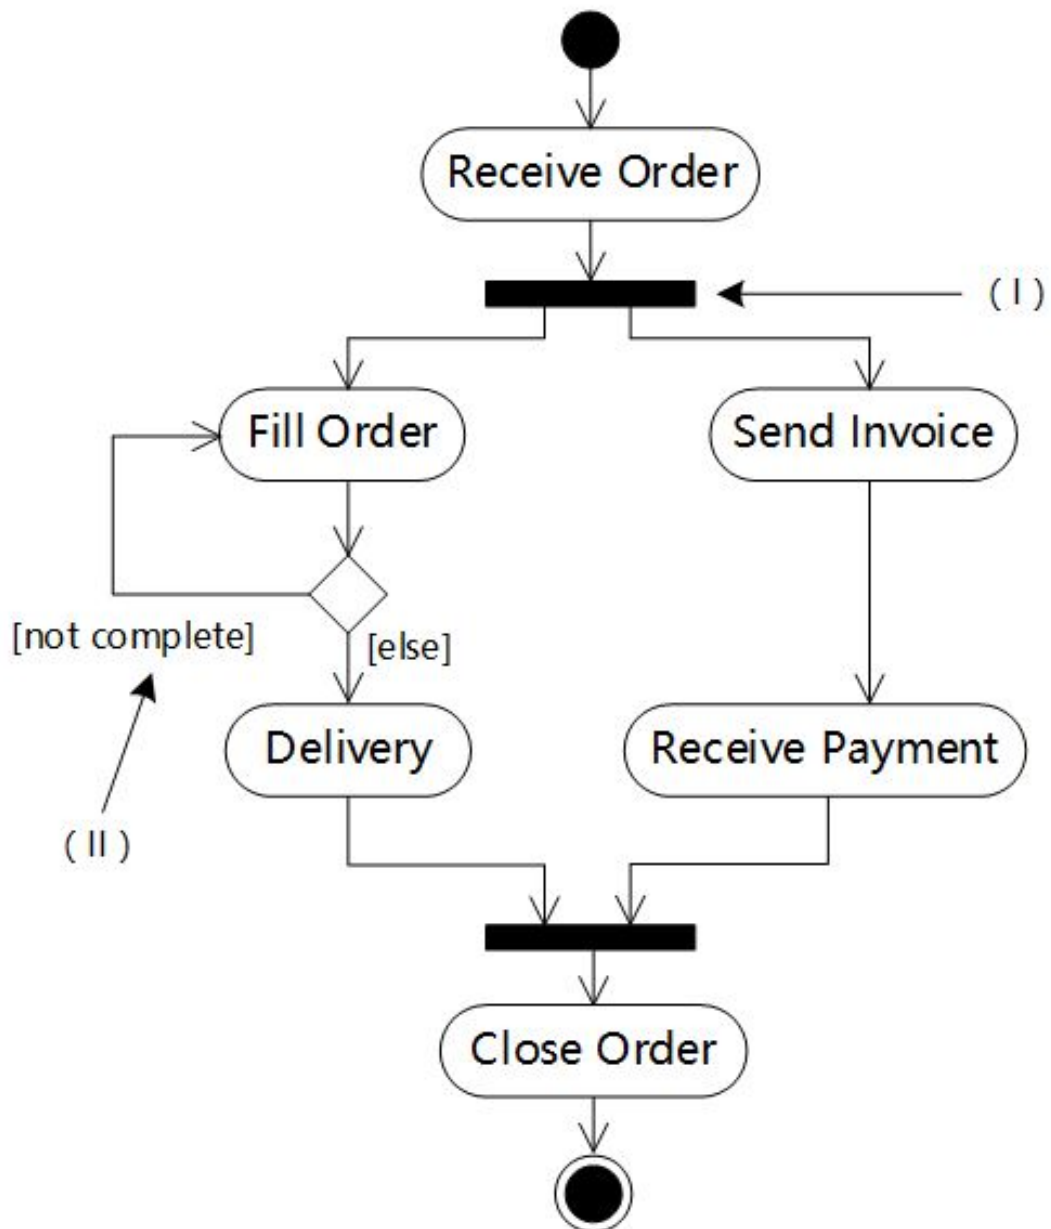 Receive Order
( I )
Fill Order
Send Invoice
[not complete]
[else]
Delivery
Receive Payment
( II )
Close Order